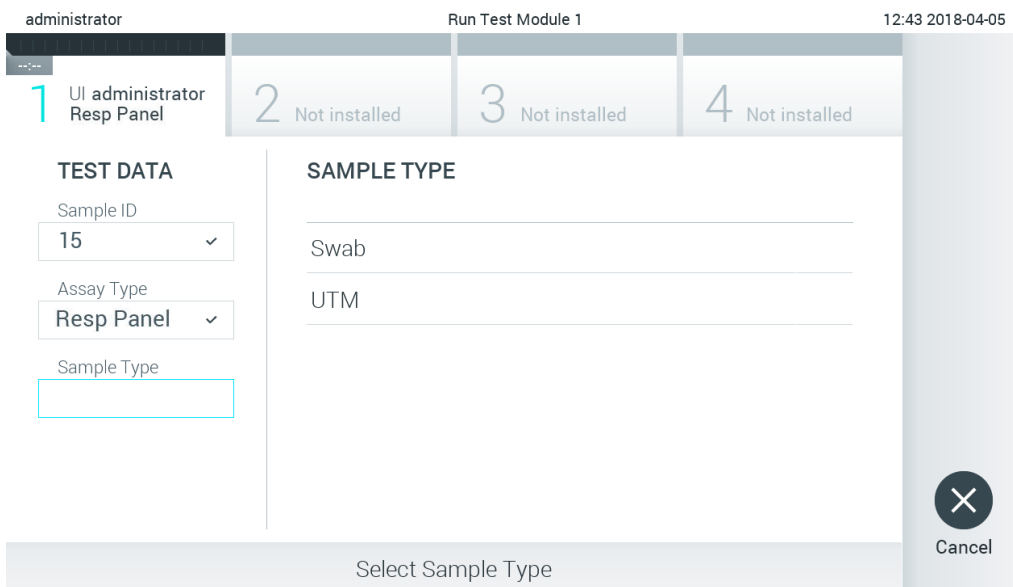 administrator
Run Test Module 1
12:43 2018-04-05
--:--
1 UI administrator
Resp Panel
2 Not installed
3 Not installed
4 Not installed
TEST DATA
Sample ID
15
Assay Type
Resp Panel
Sample Type
SAMPLE TYPE
Swab
UTM
Cancel
Select Sample Type